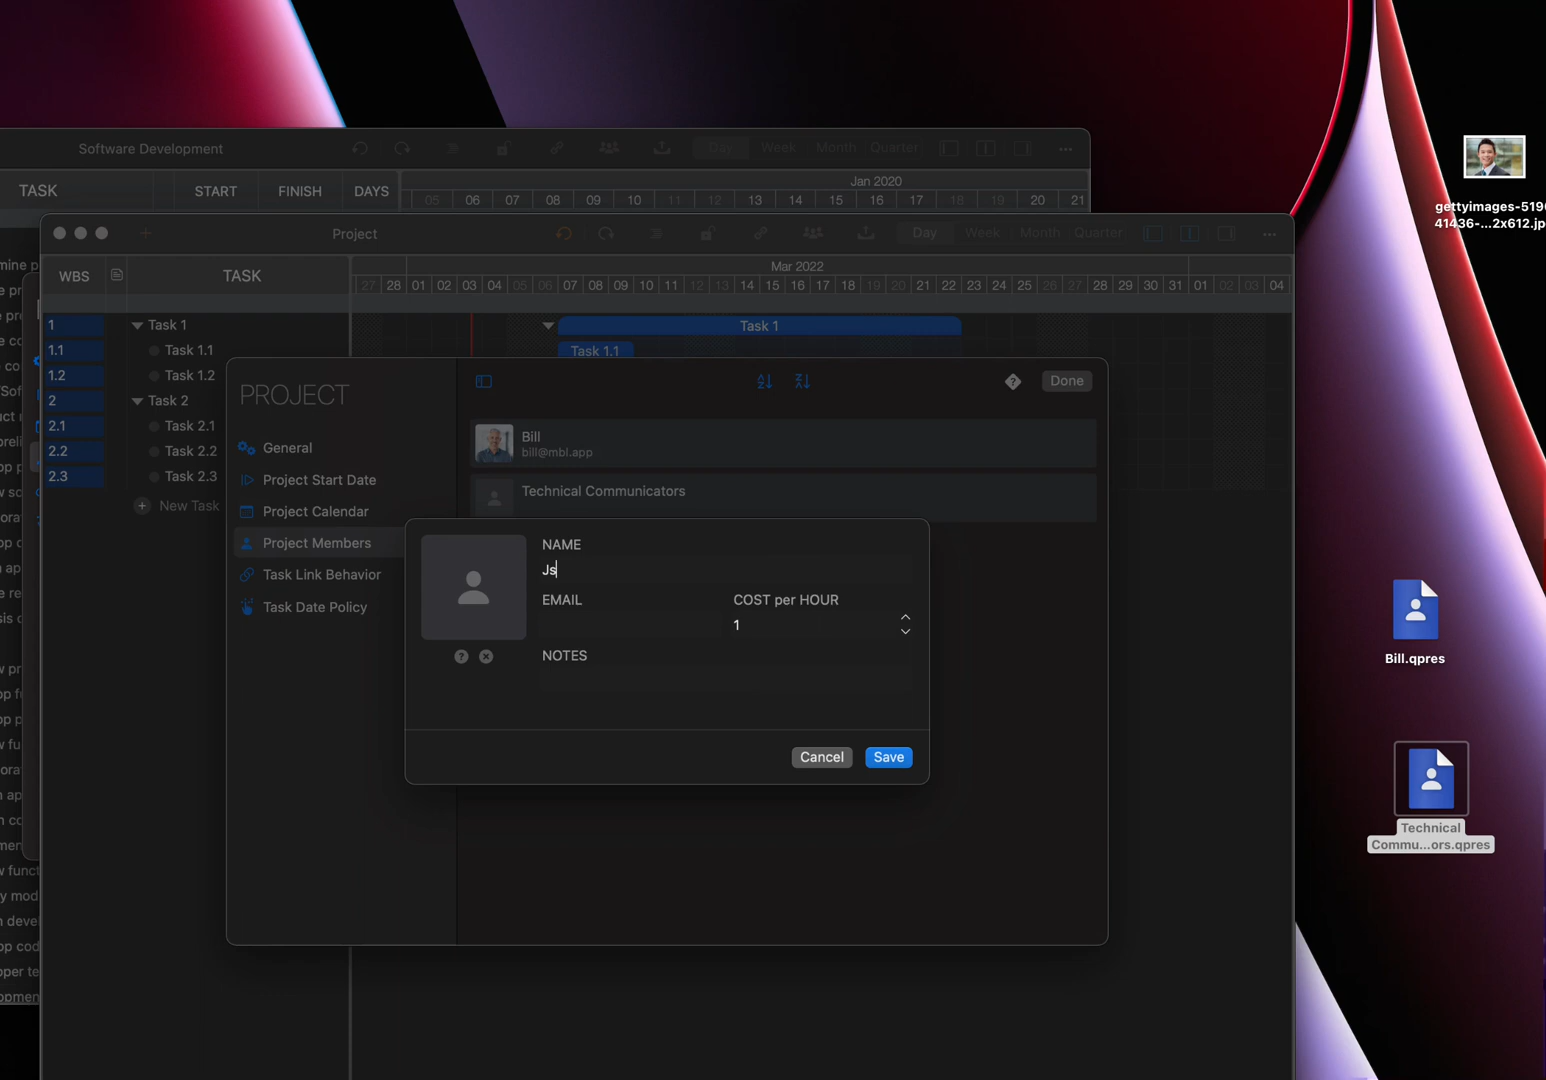 Software Development
Day Week Month Quarter
TASK START FINISH DAYS
Jan 2020
05 06 07 08 09 10 11 12 13 14 15 16 17 18 19 20 21
Project
Day Week Month Quarter
WBS TASK
Mar 2022
27 28 01 02 03 04 05 06 07 08 09 10 11 12 13 14 15 16 17 18 19 20 21 22 23 24 25 26 27 28 29 30 31 01 02 03 04
1 Task 1
Task 1
1.1 Task 1.1
Task 1.1
1.2 Task 1.2
2 Task 2
2.1 Task 2.1
2.2 Task 2.2
2.3 Task 2.3
New Task
PROJECT
General
Project Start Date
Project Calendar
Project Members
Task Link Behavior
Task Date Policy
Done
Bill
bill@mbl.app
Technical Communicators
NAME
Js
EMAIL COST per HOUR
1
NOTES
Cancel Save
gettyimages-519
41436-...2x612.jp
Bill.qpres
Technical
Commu...ors.qpres